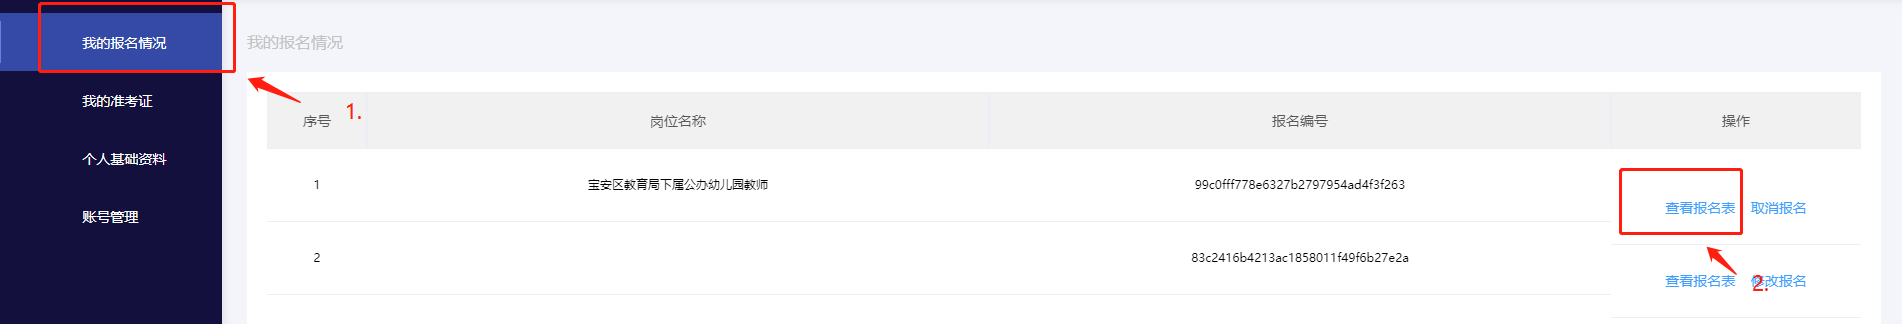 我的报名情况
我的准考证
个人基础资料
账号管理
我的报名情况
1.
序号 岗位名称 报名编号 操作
1 宝安区教育局下属公办幼儿园教师 99c0fff778e6327b2797954ad4f3f263 查看报名表 取消报名
2 83c2416b4213ac1858011f49f6b27e2a 查看报名表 修改报名
2.